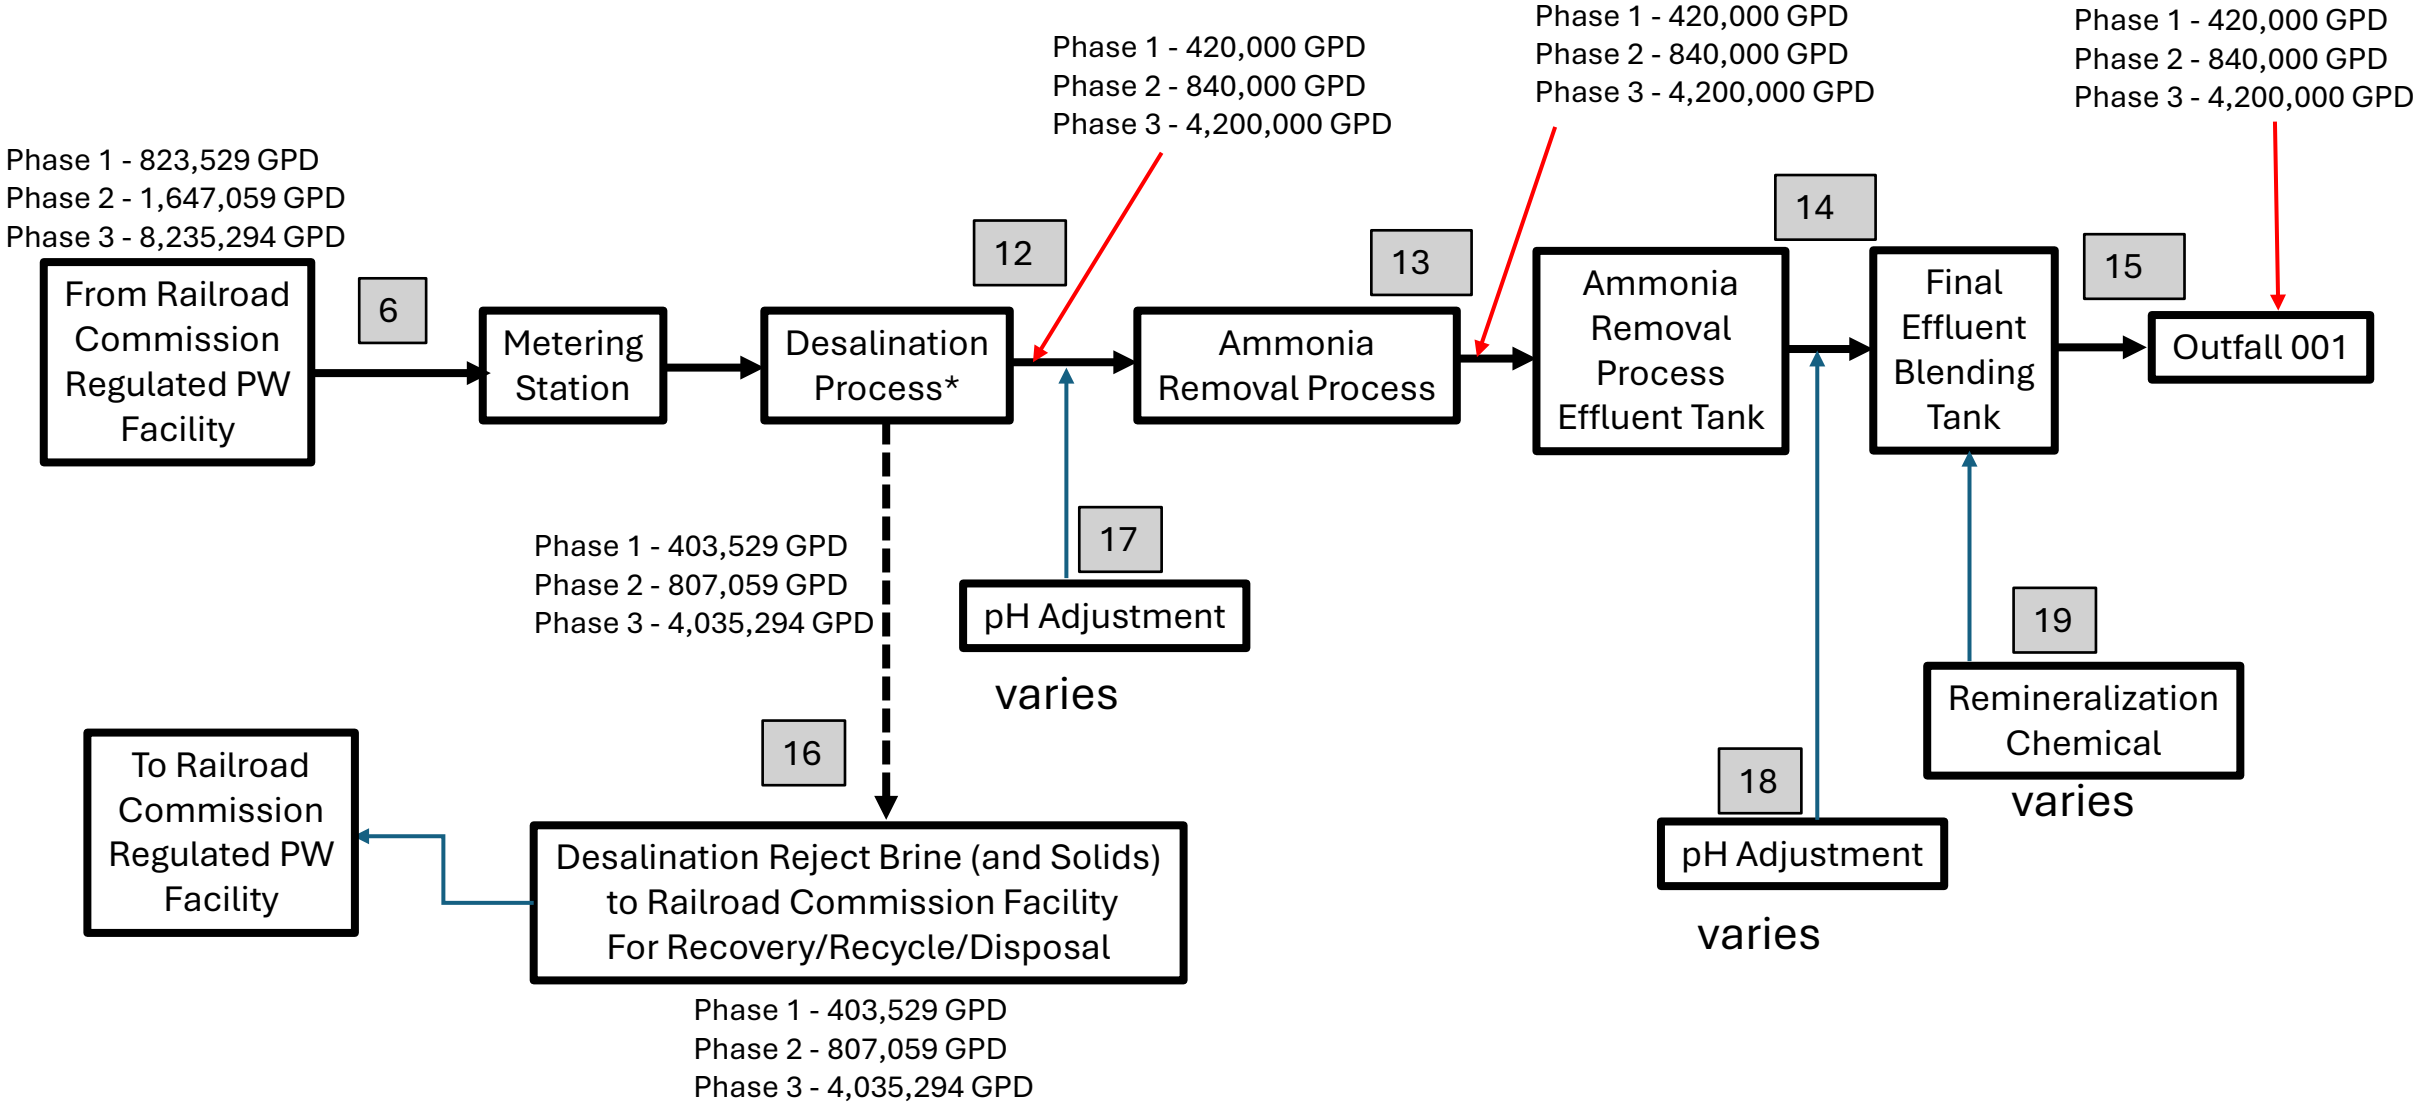 Phase 1 - 420,000 GPD
Phase 2 - 840,000 GPD
Phase 3 - 4,200,000 GPD
Phase 1 - 420,000 GPD
Phase 2 - 840,000 GPD
Phase 3 - 4,200,000 GPD
Phase 1 - 420,000 GPD
Phase 2 - 840,000 GPD
Phase 3 - 4,200,000 GPD
Phase 1 - 823,529 GPD
Phase 2 - 1,647,059 GPD
Phase 3 - 8,235,294 GPD
From Railroad
Commission
Regulated PW
Facility
6
Metering
Station
Desalination
Process*
12
Ammonia
Removal Process
13
Ammonia
Removal
Process
Effluent Tank
14
Final
Effluent
Blending
Tank
15
Outfall 001
Phase 1 - 403,529 GPD
Phase 2 - 807,059 GPD
Phase 3 - 4,035,294 GPD
17
pH Adjustment
varies
19
Remineralization
Chemical
varies
18
pH Adjustment
varies
16
To Railroad
Commission
Regulated PW
Facility
Desalination Reject Brine (and Solids)
to Railroad Commission Facility
For Recovery/Recycle/Disposal
Phase 1 - 403,529 GPD
Phase 2 - 807,059 GPD
Phase 3 - 4,035,294 GPD